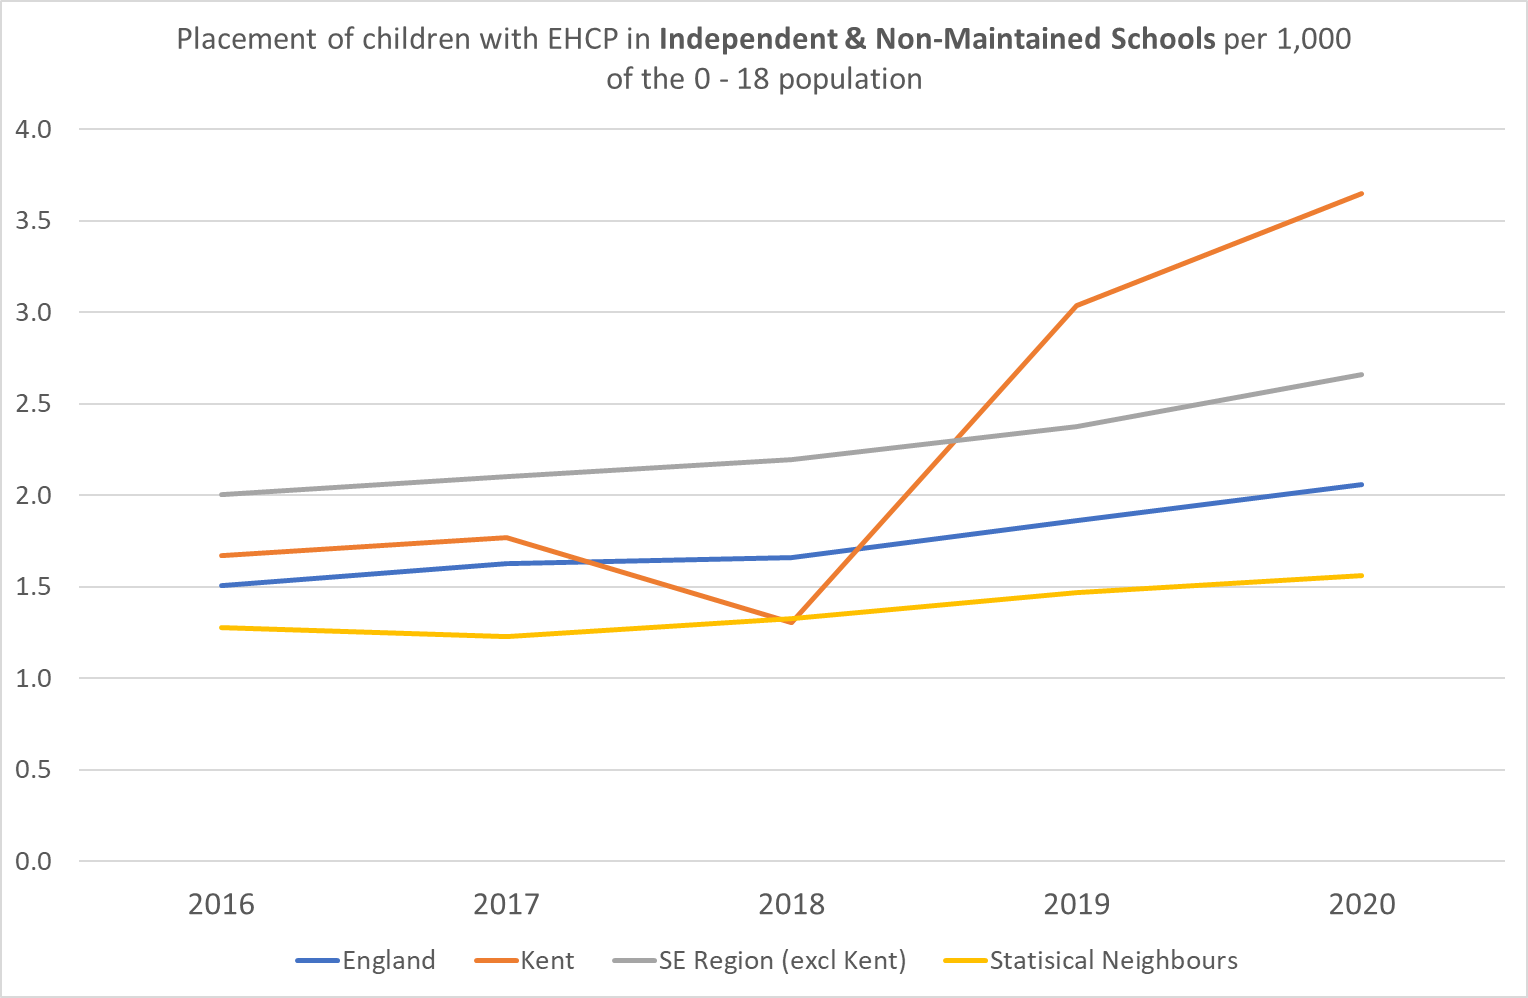 Placement of children with EHCP in Independent & Non-Maintained Schools per 1,000
of the 0 - 18 population
4.0
3.5
3.0
2.5
2.0
1.5
1.0
0.5
0.0
2016 2017 2018 2019 2020
England Kent SE Region (excl Kent) Statisical Neighbours